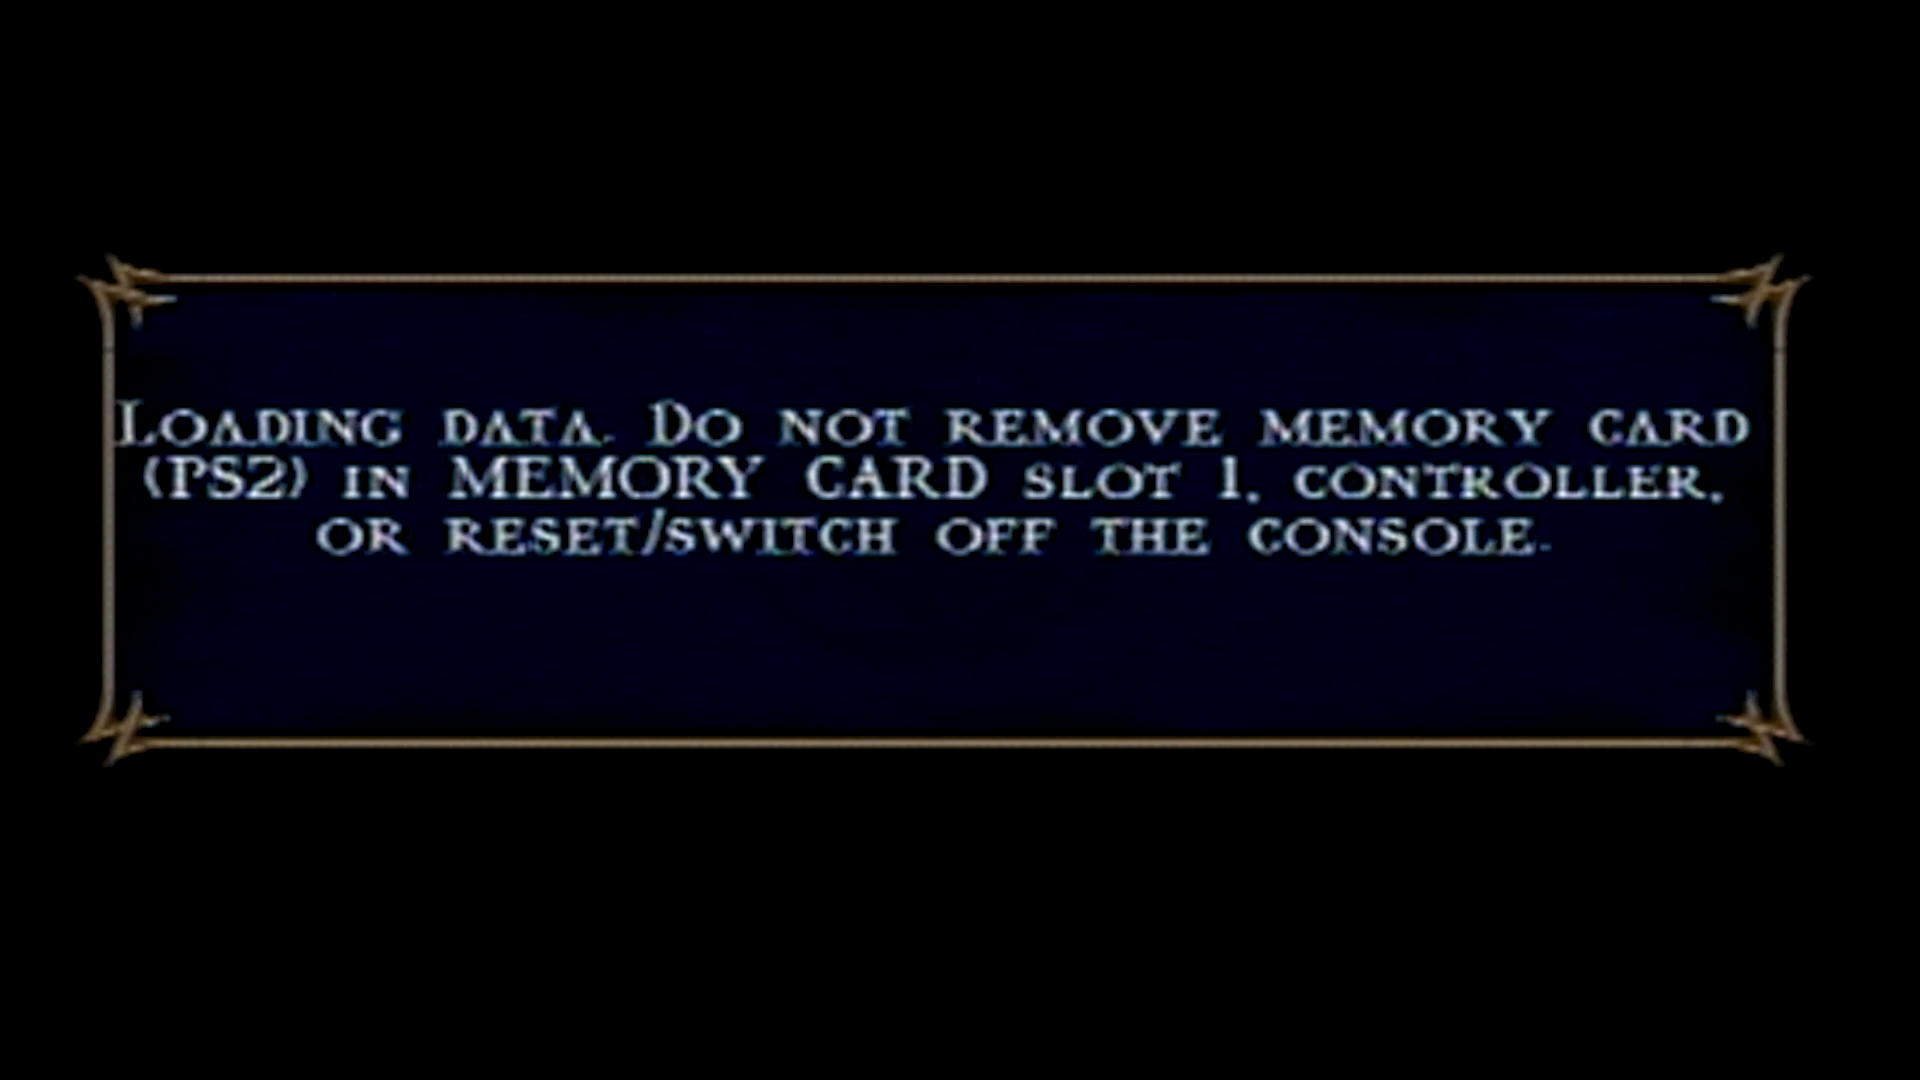 Loading data. Do not remove memory card
(PS2) in MEMORY CARD slot 1, controller,
or reset/switch off the console.